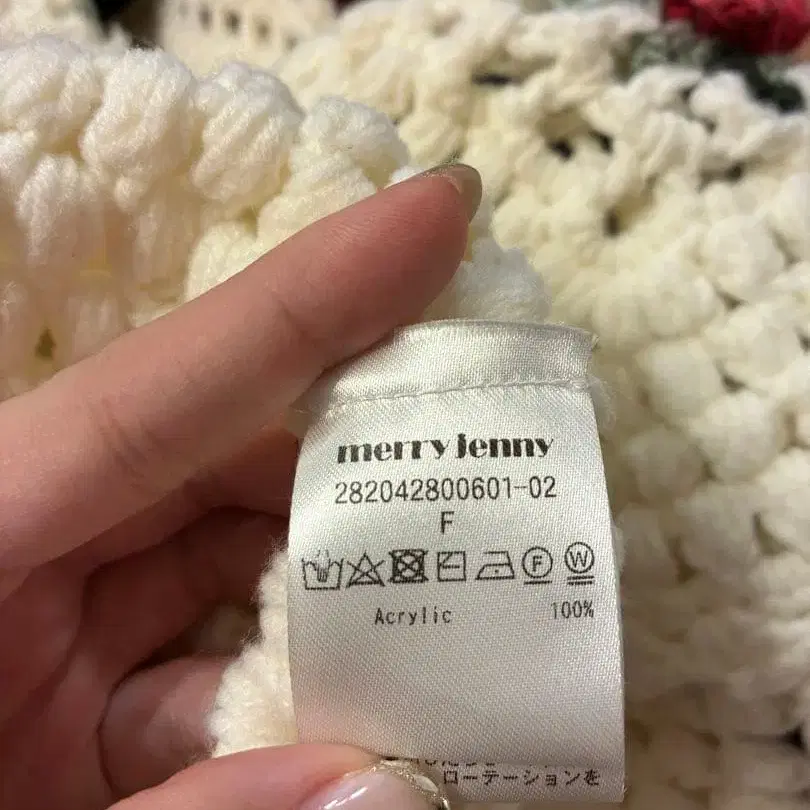 merry jenny
282042800601-02
F
F W
Acrylic 100%
ローテーションを